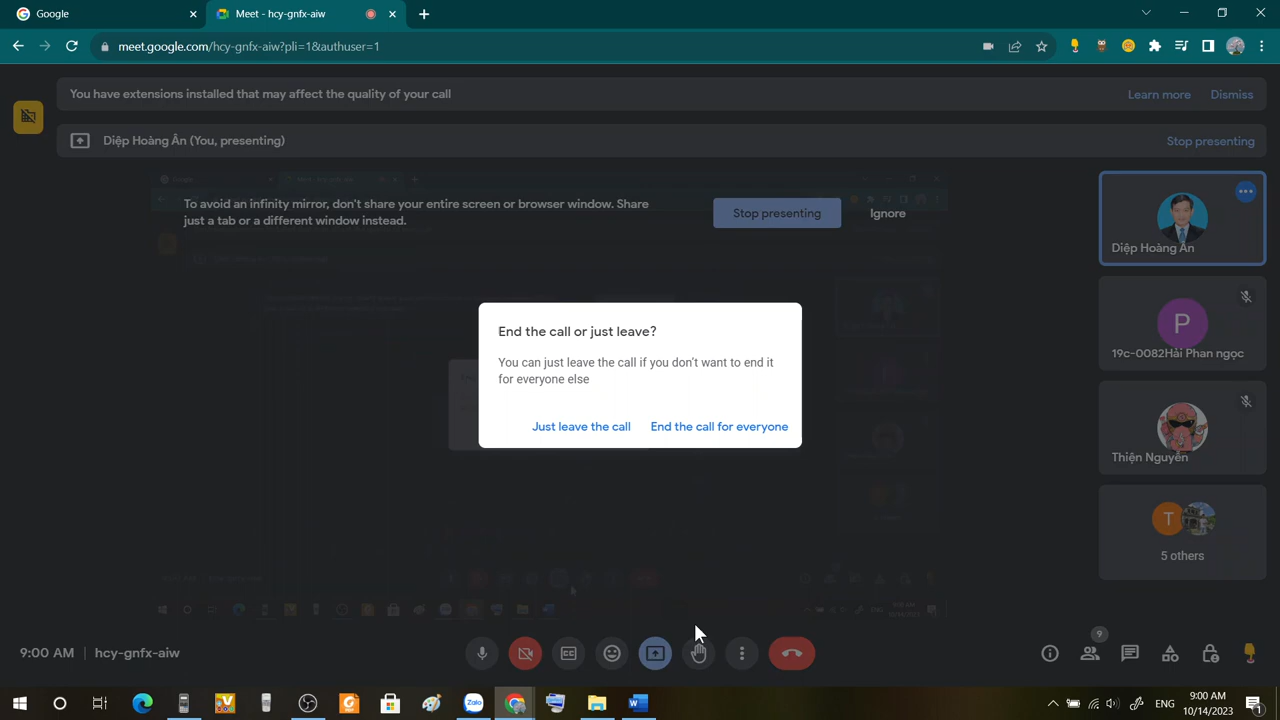 Google
Meet - hcy-gnfx-aiw
meet.google.com/hcy-gnfx-aiw?pli=1&authuser=1
You have extensions installed that may affect the quality of your call
Learn more
Dismiss
Diệp Hoàng Ân (You, presenting)
Stop presenting
To avoid an infinity mirror, don't share your entire screen or browser window. Share
just a tab or a different window instead.
Stop presenting
Ignore
Diệp Hoàng Ân
P
19c-0082Hải Phan ngọc
Thiện Nguyễn
T
5 others
End the call or just leave?
You can just leave the call if you don't want to end it
for everyone else
Just leave the call
End the call for everyone
9:00 AM
hcy-gnfx-aiw
9
Zalo
ENG
9:00 AM
10/14/2023
1